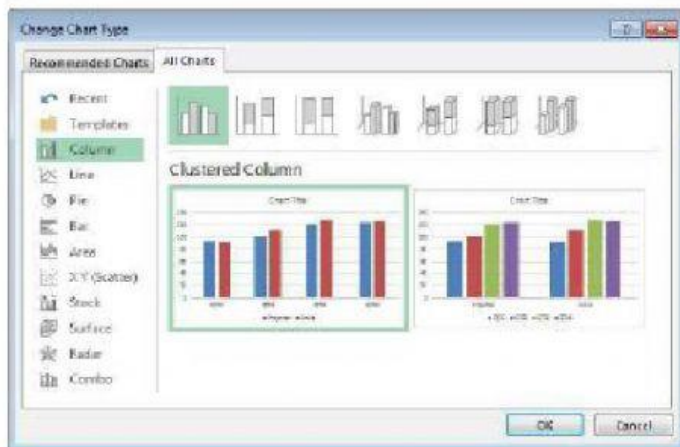 Change Chart Type
Recommended Charts
All Charts
Recent
Templates
Column
Line
Pie
Bar
Area
X Y (Scatter)
Stock
Surface
Radar
Combo
Clustered Column
Chart Title
Chart Title
OK
Cancel